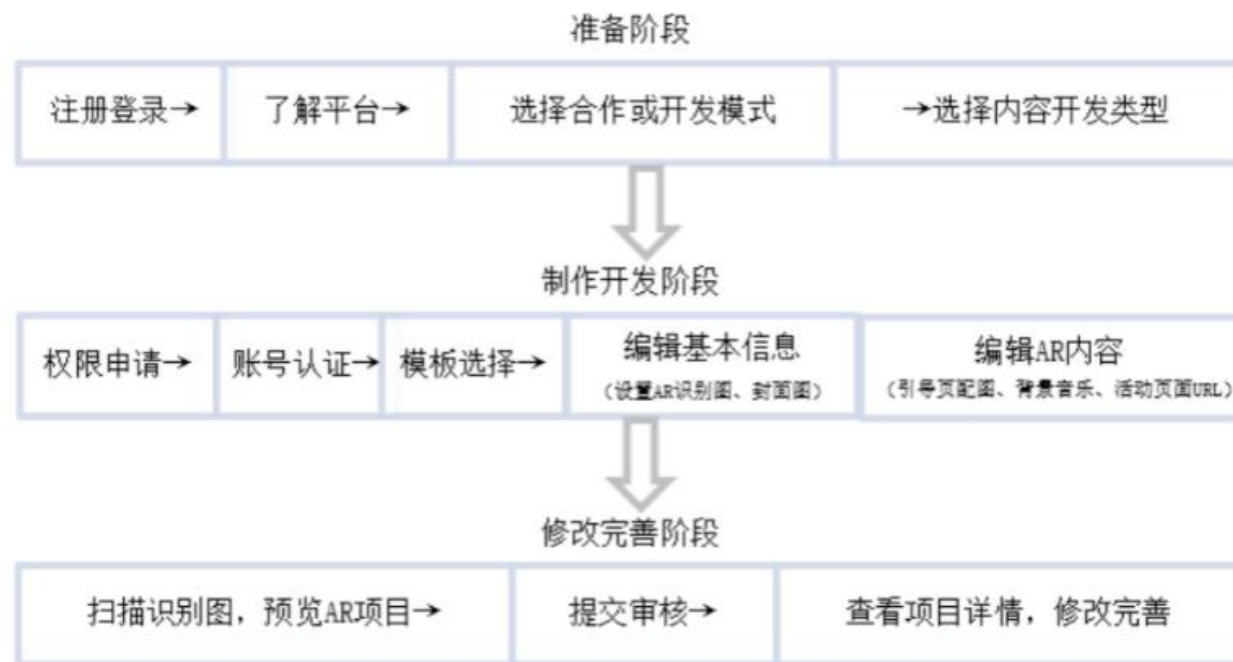 准备阶段
注册登录→
了解平台→
选择合作或开发模式
→选择内容开发类型
制作开发阶段
权限申请→
账号认证→
模板选择→
编辑基本信息
（设置AR识别图、封面图）
编辑AR内容
（引导页配图、背景音乐、活动页面URL）
修改完善阶段
扫描识别图，预览AR项目→
提交审核→
查看项目详情，修改完善